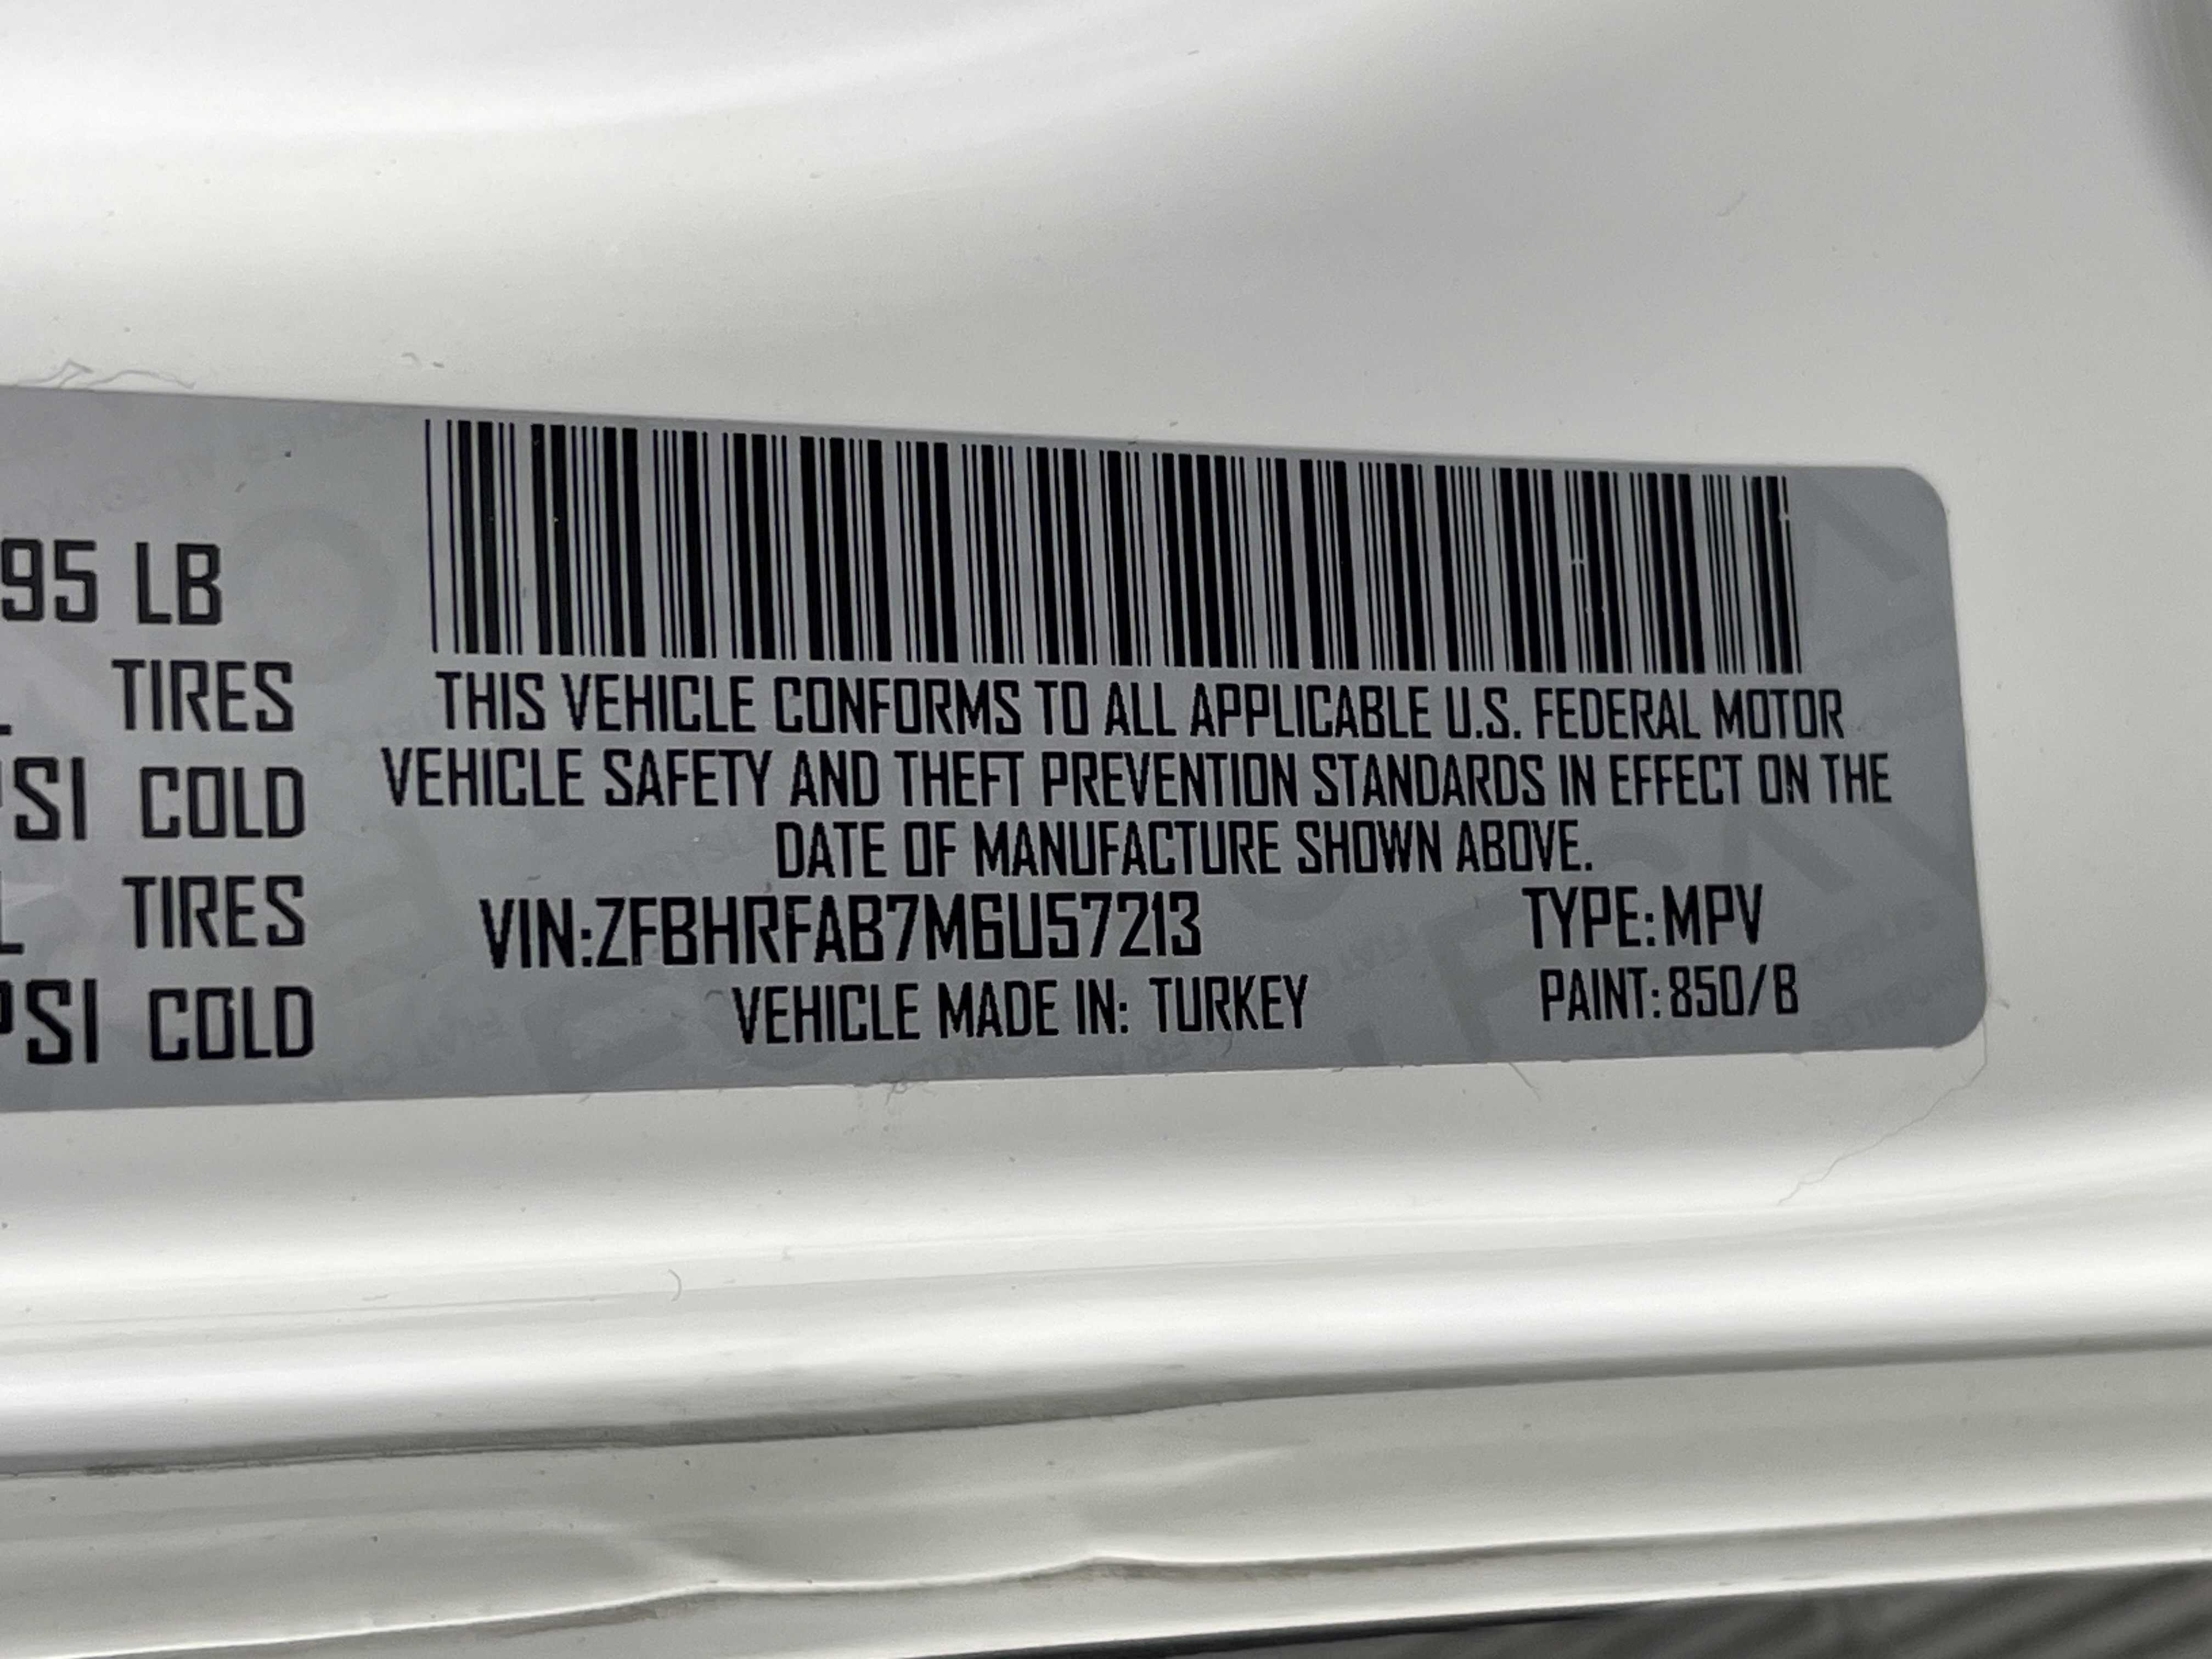 95 LB
TIRES
PSI COLD
TIRES
PSI COLD
THIS VEHICLE CONFORMS TO ALL APPLICABLE U.S. FEDERAL MOTOR
VEHICLE SAFETY AND THEFT PREVENTION STANDARDS IN EFFECT ON THE
DATE OF MANUFACTURE SHOWN ABOVE.
VIN:ZFBHRFAB7M6U57213 TYPE:MPV
VEHICLE MADE IN: TURKEY PAINT:850/B